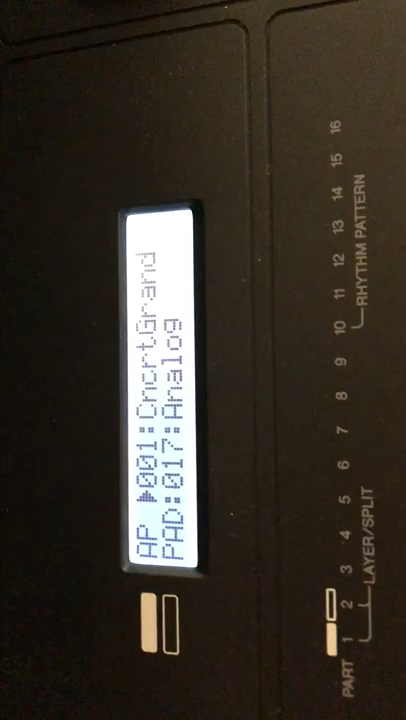 AP ▶001:CncrtGrand
PAD:017:Analog
PART 1 2 3 4 5 6 7 8 9 10 11 12 13 14 15 16
LAYER/SPLIT
RHYTHM PATTERN